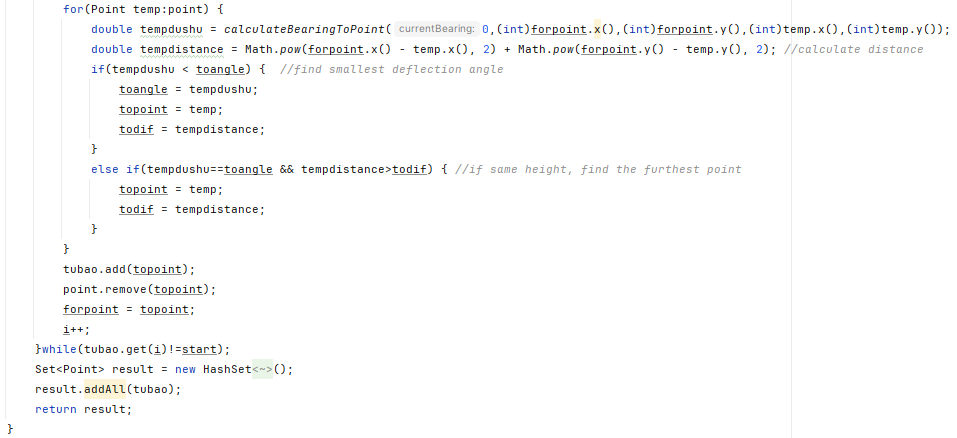 for(Point temp:point) {
double tempdushu = calculateBearingToPoint( currentBearing: 0,(int)forpoint.x(),(int)forpoint.y(),(int)temp.x(),(int)temp.y());
double tempdistance = Math.pow(forpoint.x() - temp.x(), 2) + Math.pow(forpoint.y() - temp.y(), 2); //calculate distance
if(tempdushu < toangle) {  //find smallest deflection angle
toangle = tempdushu;
topoint = temp;
todif = tempdistance;
}
else if(tempdushu==toangle && tempdistance>todif) { //if same height, find the furthest point
topoint = temp;
todif = tempdistance;
}
}
tubao.add(topoint);
point.remove(topoint);
forpoint = topoint;
i++;
}while(tubao.get(i)!=start);
Set<Point> result = new HashSet<~>();
result.addAll(tubao);
return result;
}